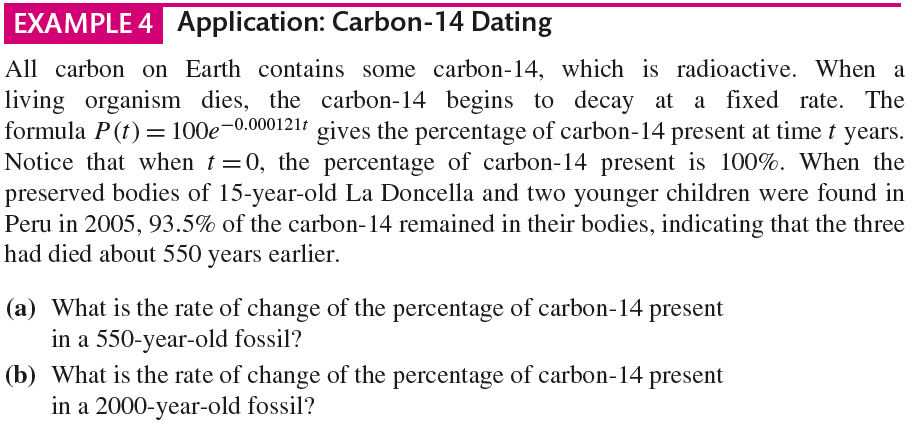 EXAMPLE 4 Application: Carbon-14 Dating
All carbon on Earth contains some carbon-14, which is radioactive. When a
living organism dies, the carbon-14 begins to decay at a fixed rate. The
formula P(t) = 100e^{−0.000121t} gives the percentage of carbon-14 present at time t years.
Notice that when t = 0, the percentage of carbon-14 present is 100%. When the
preserved bodies of 15-year-old La Doncella and two younger children were found in
Peru in 2005, 93.5% of the carbon-14 remained in their bodies, indicating that the three
had died about 550 years earlier.
(a) What is the rate of change of the percentage of carbon-14 present
in a 550-year-old fossil?
(b) What is the rate of change of the percentage of carbon-14 present
in a 2000-year-old fossil?